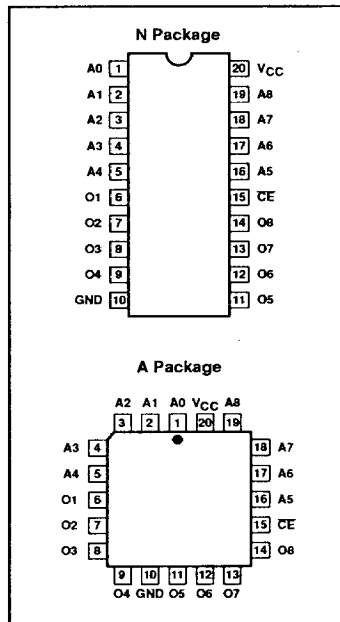 N Package
A0 1 20 VCC
A1 2 19 A8
A2 3 18 A7
A3 4 17 A6
A4 5 16 A5
O1 6 15 C̅E̅
O2 7 14 O8
O3 8 13 O7
O4 9 12 O6
GND 10 11 O5
A Package
A2 A1 A0 VCC A8
3 2 1 20 19
A3 4 18 A7
A4 5 17 A6
O1 6 16 A5
O2 7 15 C̅E̅
O3 8 14 O8
9 10 11 12 13
O4 GND O5 O6 O7